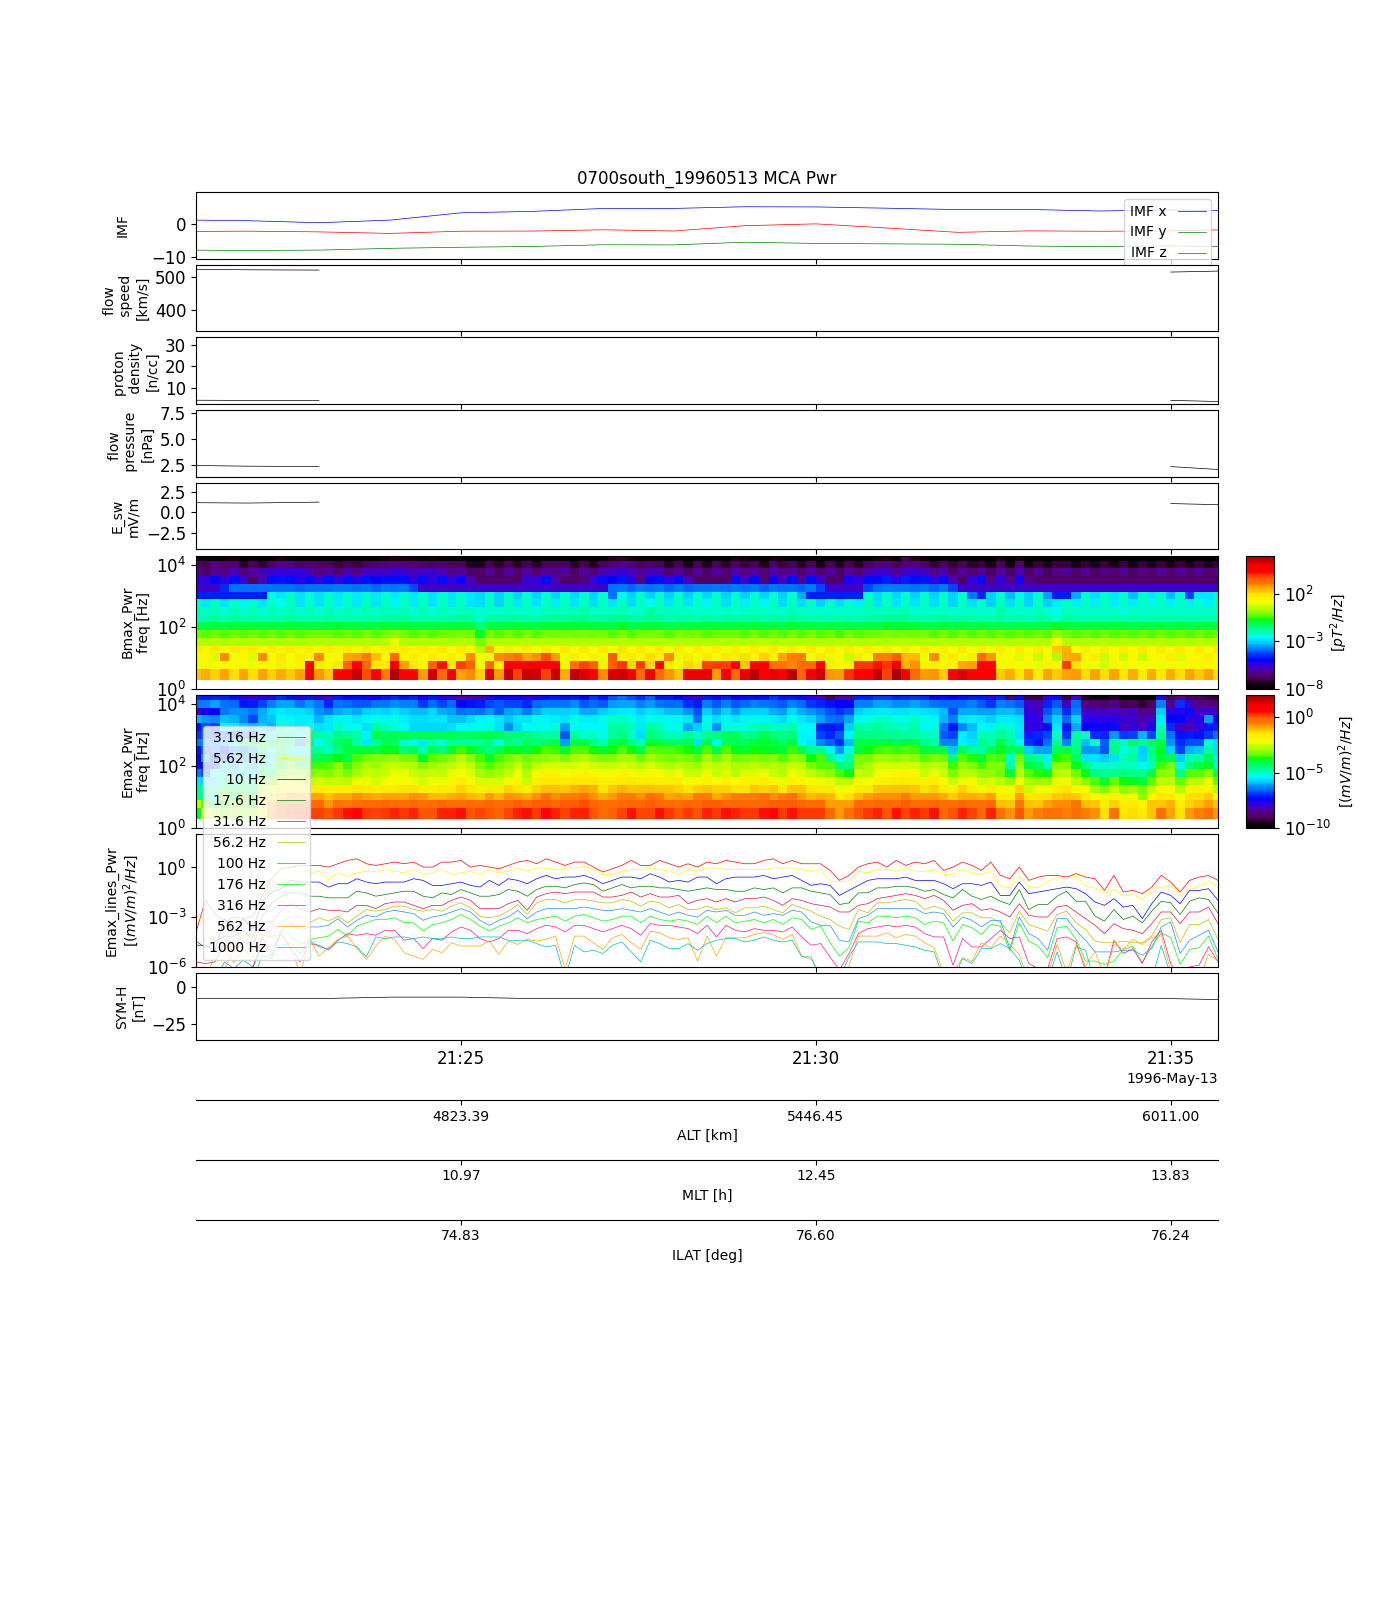 0700south_19960513 MCA Pwr
IMF
0
−10
IMF x
IMF y
IMF z
flow
speed
[km/s]
500
400
proton
density
[n/cc]
30
20
10
flow
pressure
[nPa]
7.5
5.0
2.5
E_sw
mV/m
2.5
0.0
−2.5
Bmax_Pwr
freq [Hz]
10^4
10^2
10^0
10^2
10^−3
10^−8
[pT^2/Hz]
Emax_Pwr
freq [Hz]
10^4
10^2
10^0
10^0
10^−5
10^−10
[(mV/m)^2/Hz]
3.16 Hz
5.62 Hz
10 Hz
17.6 Hz
31.6 Hz
56.2 Hz
100 Hz
176 Hz
316 Hz
562 Hz
1000 Hz
Emax_lines_Pwr
[(mV/m)^2/Hz]
10^0
10^−3
10^−6
SYM-H
[nT]
0
−25
21:25 21:30 21:35
1996-May-13
4823.39 5446.45 6011.00
ALT [km]
10.97 12.45 13.83
MLT [h]
74.83 76.60 76.24
ILAT [deg]